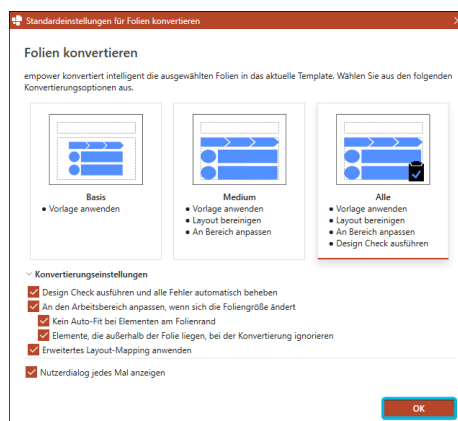 Standardeinstellungen für Folien konvertieren
Folien konvertieren
empower konvertiert intelligent die ausgewählten Folien in das aktuelle Template. Wählen Sie aus den folgenden
Konvertierungsoptionen aus.
Basis
• Vorlage anwenden
Medium
• Vorlage anwenden
• Layout bereinigen
• An Bereich anpassen
Alle
• Vorlage anwenden
• Layout bereinigen
• An Bereich anpassen
• Design Check ausführen
Konvertierungseinstellungen
Design Check ausführen und alle Fehler automatisch beheben
An den Arbeitsbereich anpassen, wenn sich die Foliengröße ändert
Kein Auto-Fit bei Elementen am Folienrand
Elemente, die außerhalb der Folie liegen, bei der Konvertierung ignorieren
Erweitertes Layout-Mapping anwenden
Nutzerdialog jedes Mal anzeigen
OK